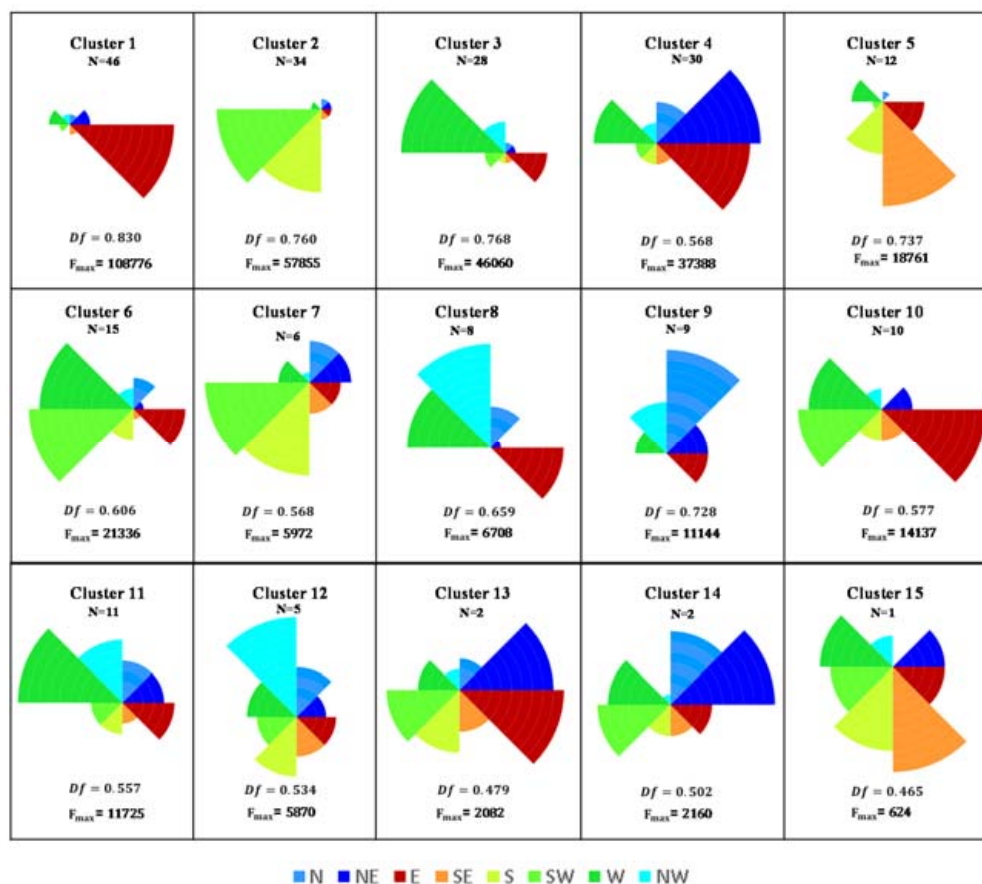 Cluster 1
N=46
Df = 0.830
Fmax= 108776
Cluster 2
N=34
Df = 0.760
Fmax= 57855
Cluster 3
N=28
Df = 0.768
Fmax= 46060
Cluster 4
N=30
Df = 0.568
Fmax= 37388
Cluster 5
N=12
Df = 0.737
Fmax= 18761
Cluster 6
N=15
Df = 0.606
Fmax= 21336
Cluster 7
N=6
Df = 0.568
Fmax= 5972
Cluster8
N=8
Df = 0.659
Fmax= 6708
Cluster 9
N=9
Df = 0.728
Fmax= 11144
Cluster 10
N=10
Df = 0.577
Fmax= 14137
Cluster 11
N=11
Df = 0.557
Fmax= 11725
Cluster 12
N=5
Df = 0.534
Fmax= 5870
Cluster 13
N=2
Df = 0.479
Fmax= 2082
Cluster 14
N=2
Df = 0.502
Fmax= 2160
Cluster 15
N=1
Df = 0.465
Fmax= 624
N NE E SE S SW W NW